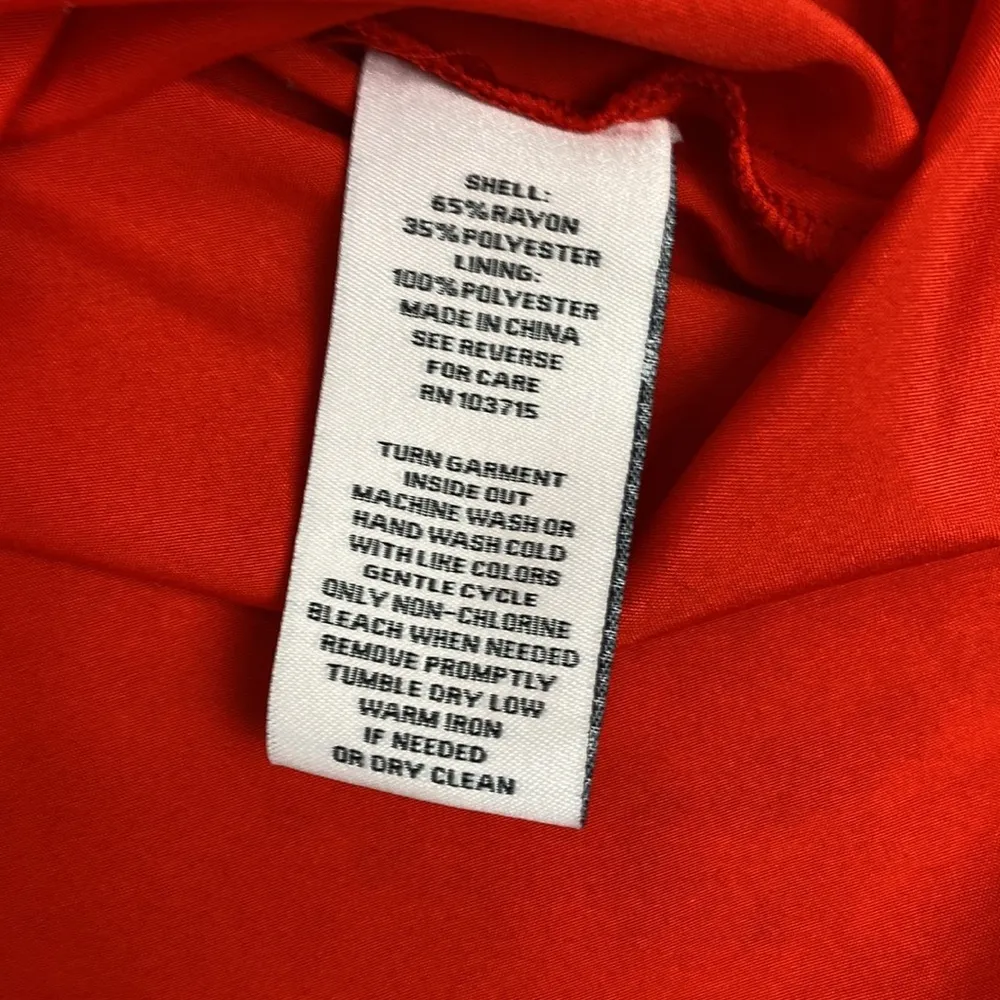 SHELL:
65%RAYON
35%POLYESTER
LINING:
100%POLYESTER
MADE IN CHINA
SEE REVERSE
FOR CARE
RN 103715
TURN GARMENT
INSIDE OUT
MACHINE WASH OR
HAND WASH COLD
WITH LIKE COLORS
GENTLE CYCLE
ONLY NON-CHLORINE
BLEACH WHEN NEEDED
REMOVE PROMPTLY
TUMBLE DRY LOW
WARM IRON
IF NEEDED
OR DRY CLEAN